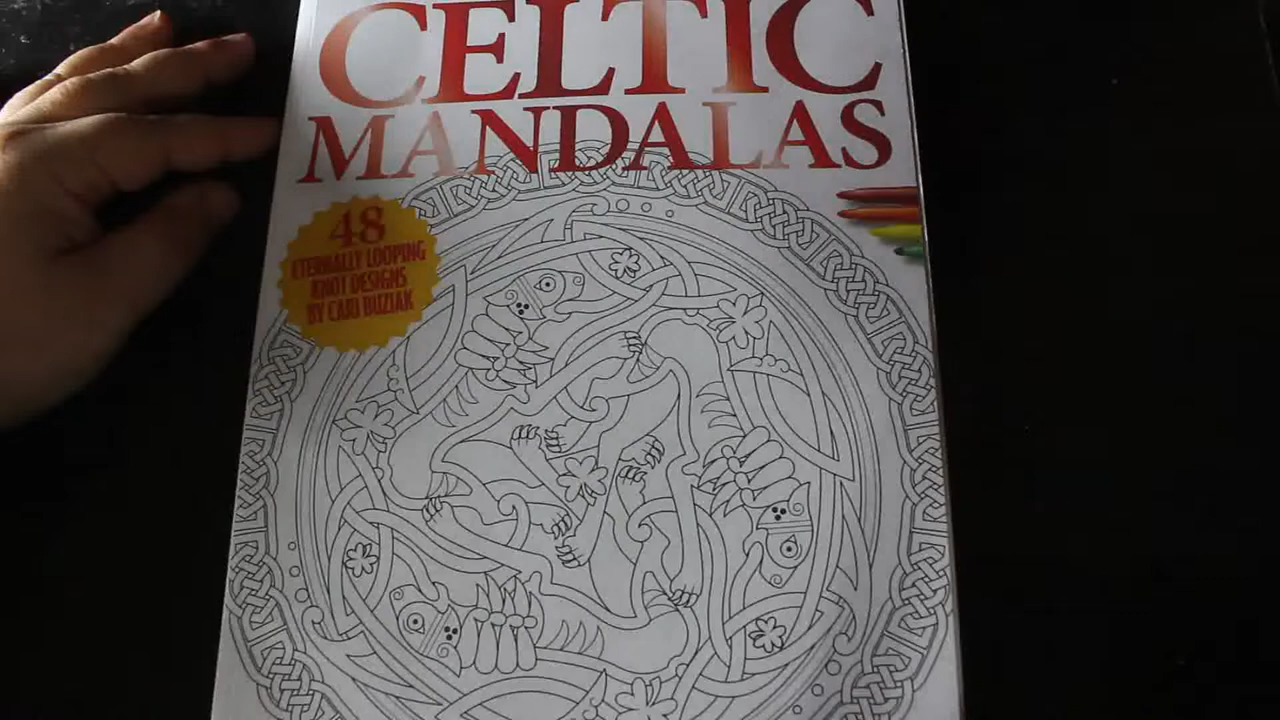 CELTIC
MANDALAS
48
ETERNALLY LOOPING
KNOT DESIGNS
BY CARI BUZIAK